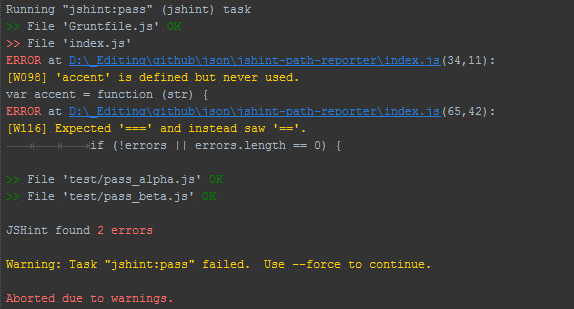 Running "jshint:pass" (jshint) task
>> File 'Gruntfile.js' OK
>> File 'index.js'
ERROR at D:\_Editing\github\json\jshint-path-reporter\index.js(34,11):
[W098] 'accent' is defined but never used.
var accent = function (str) {
ERROR at D:\_Editing\github\json\jshint-path-reporter\index.js(65,42):
[W116] Expected '===' and instead saw '=='.
if (!errors || errors.length == 0) {
>> File 'test/pass_alpha.js' OK
>> File 'test/pass_beta.js' OK
JSHint found 2 errors
Warning: Task "jshint:pass" failed.  Use --force to continue.
Aborted due to warnings.